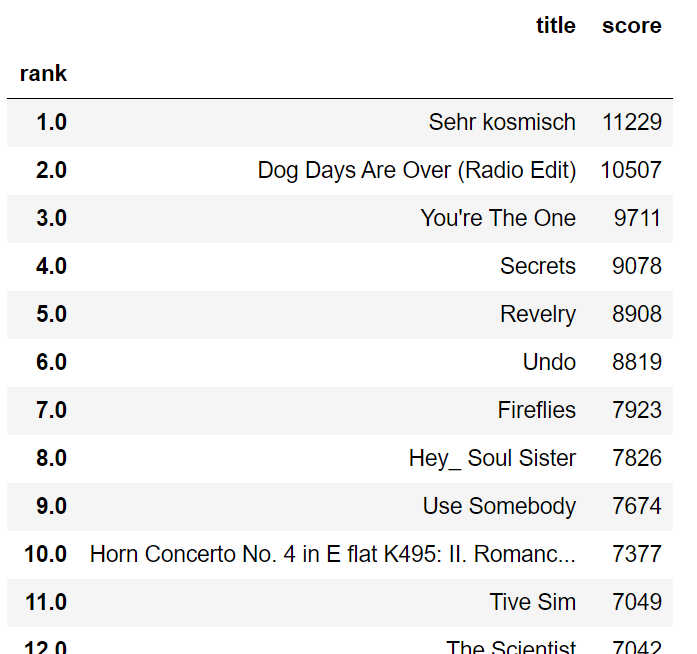 title score
rank
1.0 Sehr kosmisch 11229
2.0 Dog Days Are Over (Radio Edit) 10507
3.0 You're The One 9711
4.0 Secrets 9078
5.0 Revelry 8908
6.0 Undo 8819
7.0 Fireflies 7923
8.0 Hey_ Soul Sister 7826
9.0 Use Somebody 7674
10.0 Horn Concerto No. 4 in E flat K495: II. Romanc... 7377
11.0 Tive Sim 7049
12.0 The Scientist 7042